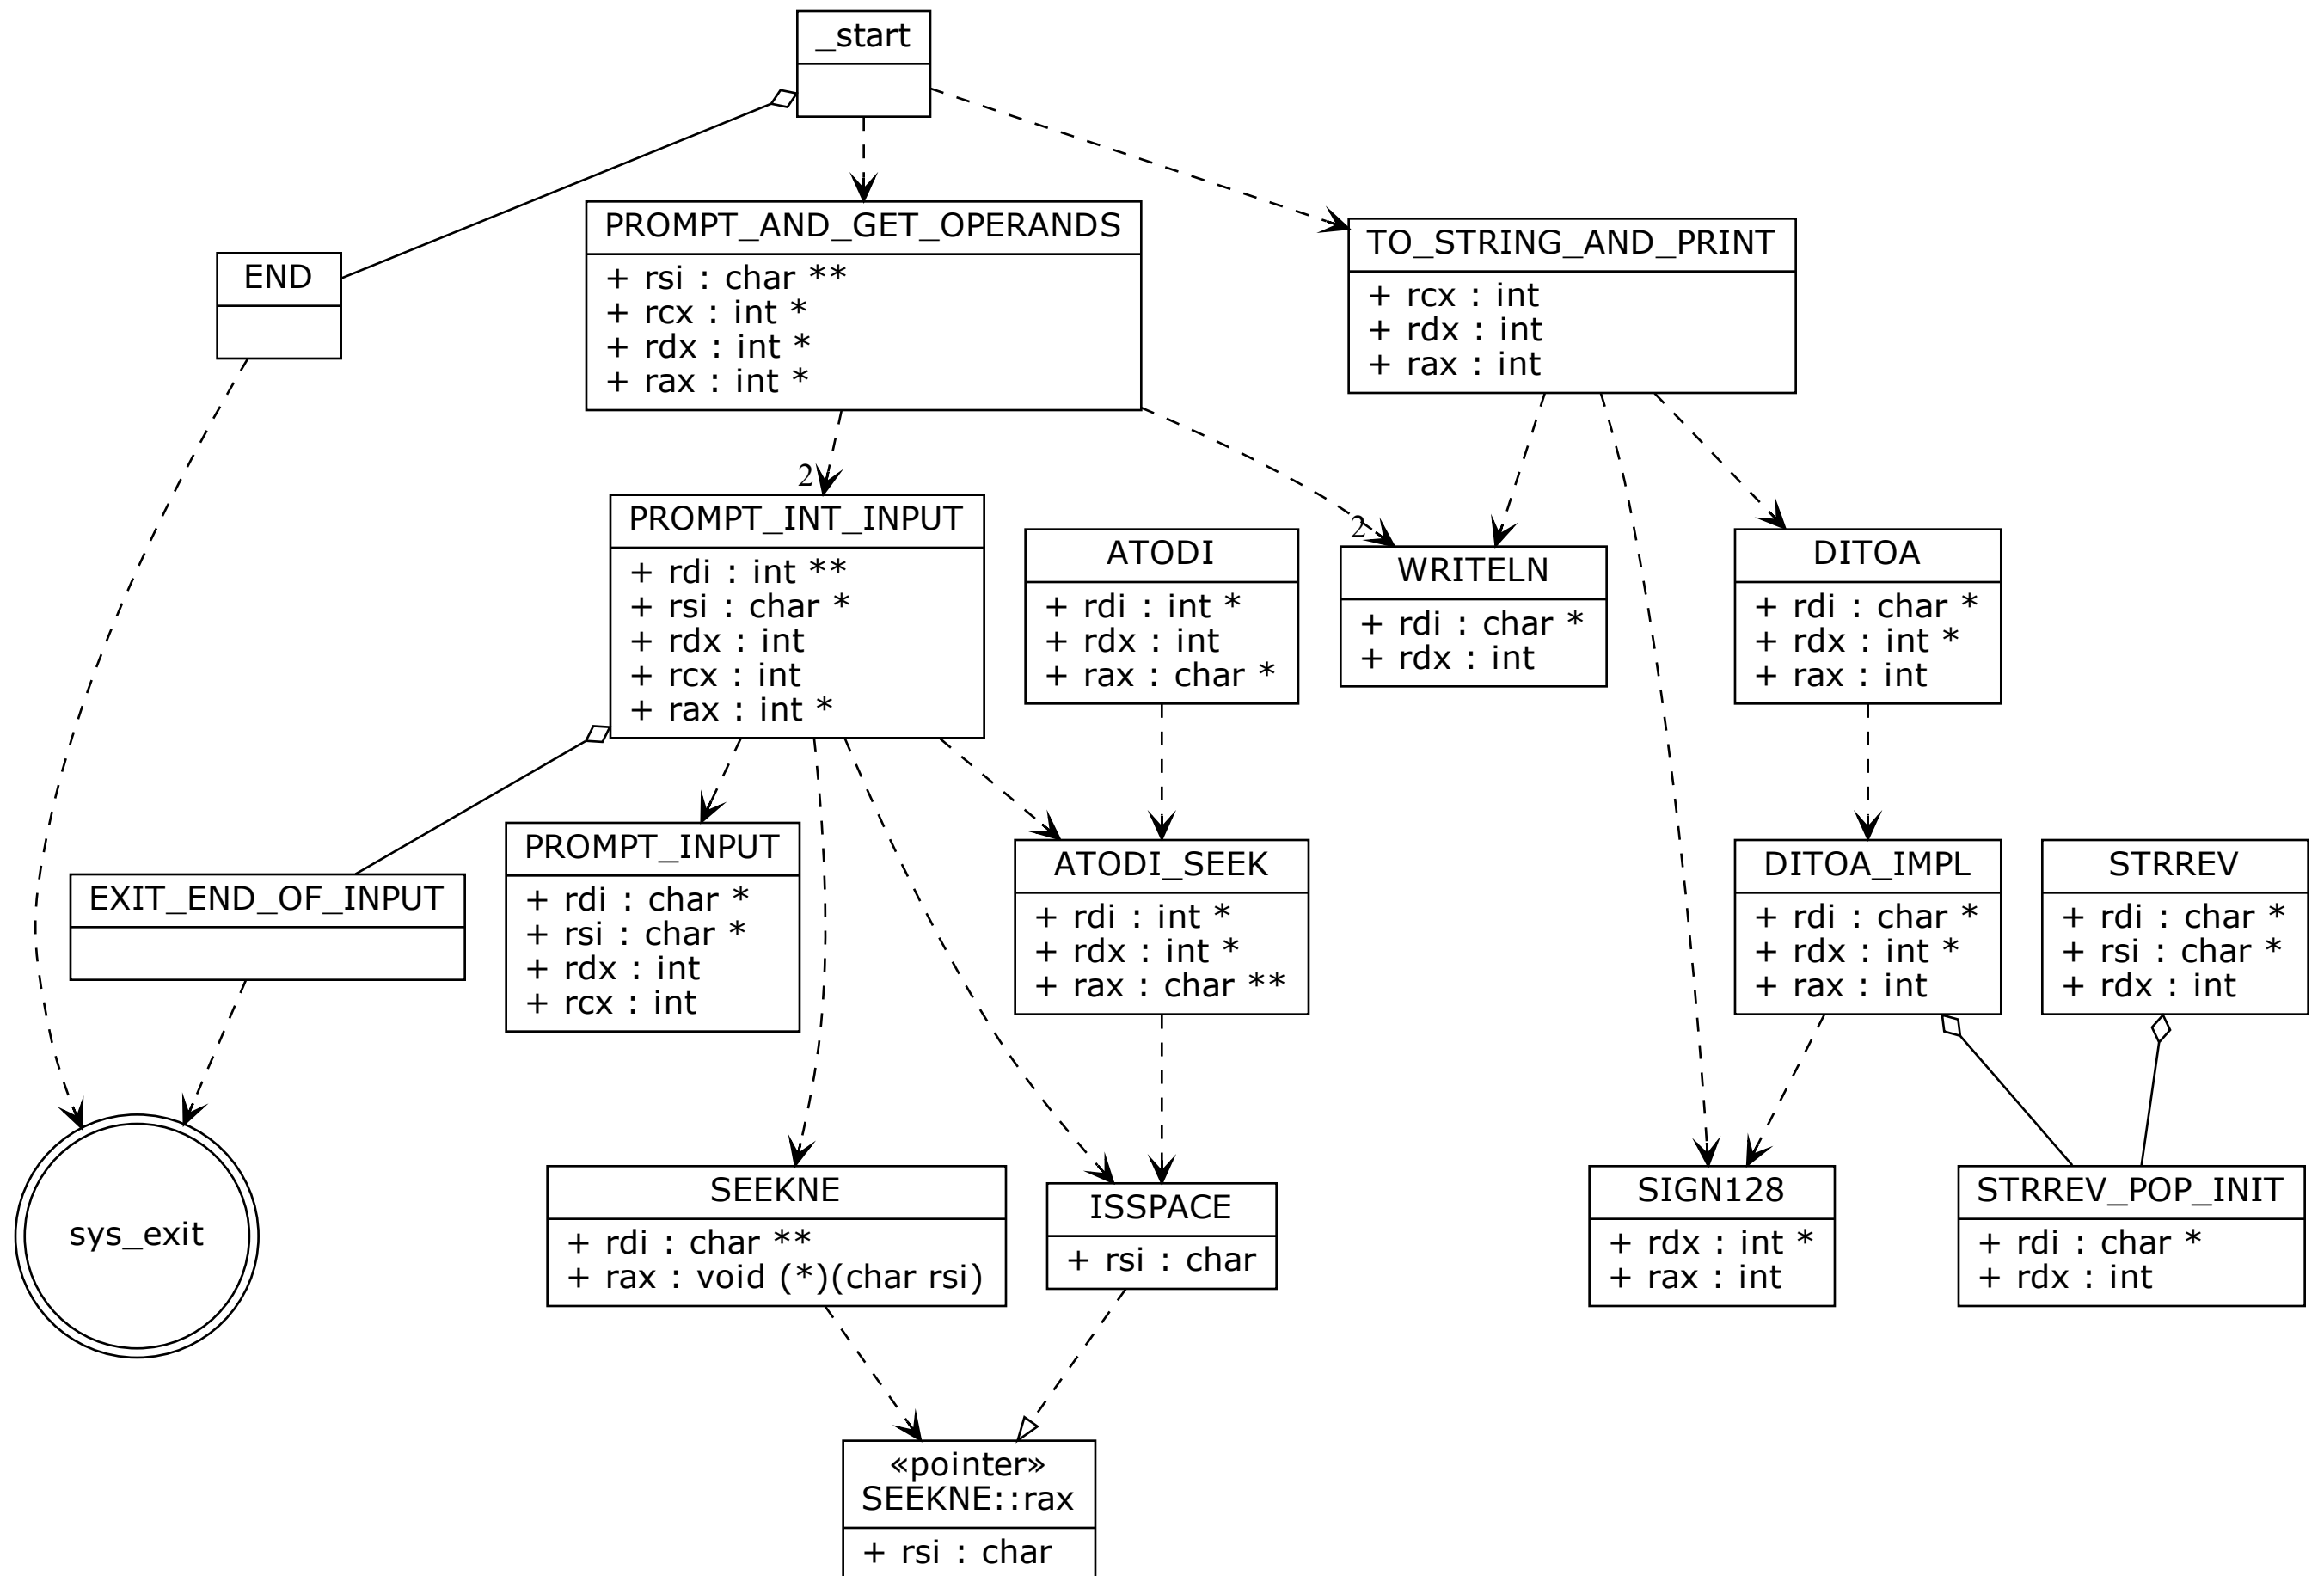 _start
PROMPT_AND_GET_OPERANDS
+ rsi : char **
+ rcx : int *
+ rdx : int *
+ rax : int *
TO_STRING_AND_PRINT
+ rcx : int
+ rdx : int
+ rax : int
END
2
PROMPT_INT_INPUT
+ rdi : int **
+ rsi : char *
+ rdx : int
+ rcx : int
+ rax : int *
ATODI
+ rdi : int *
+ rdx : int
+ rax : char *
2
WRITELN
+ rdi : char *
+ rdx : int
DITOA
+ rdi : char *
+ rdx : int *
+ rax : int
EXIT_END_OF_INPUT
PROMPT_INPUT
+ rdi : char *
+ rsi : char *
+ rdx : int
+ rcx : int
ATODI_SEEK
+ rdi : int *
+ rdx : int *
+ rax : char **
DITOA_IMPL
+ rdi : char *
+ rdx : int *
+ rax : int
STRREV
+ rdi : char *
+ rsi : char *
+ rdx : int
sys_exit
SEEKNE
+ rdi : char **
+ rax : void (*)(char rsi)
ISSPACE
+ rsi : char
SIGN128
+ rdx : int *
+ rax : int
STRREV_POP_INIT
+ rdi : char *
+ rdx : int
«pointer»
SEEKNE::rax
+ rsi : char